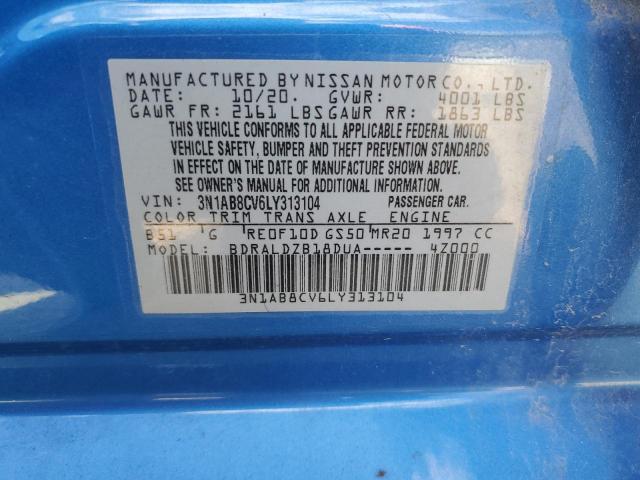 MANUFACTURED BY NISSAN MOTOR CO., LTD.
DATE: 10/20. GVWR: 4001 LBS
GAWR FR: 2161 LBS GAWR RR: 1863 LBS
THIS VEHICLE CONFORMS TO ALL APPLICABLE FEDERAL MOTOR
VEHICLE SAFETY, BUMPER AND THEFT PREVENTION STANDARDS
IN EFFECT ON THE DATE OF MANUFACTURE SHOWN ABOVE.
SEE OWNER'S MANUAL FOR ADDITIONAL INFORMATION.
VIN: 3N1AB8CV6LY313104 PASSENGER CAR.
COLOR TRIM TRANS AXLE ENGINE
B51 G RE0F10D GS50 MR20 1997 CC
MODEL: BDRALDZB18DUA----- 4Z000
3N1AB8CV6LY313104